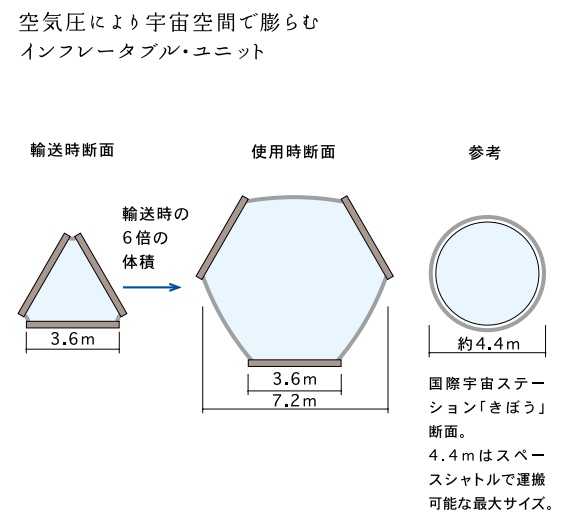 空気圧により宇宙空間で膨らむ
インフレータブル・ユニット
輸送時断面
使用時断面
参考
輸送時の
6倍の
体積
3.6m
3.6m
7.2m
約4.4m
国際宇宙ステー
ション「きぼう」
断面。
4.4mはスペー
スシャトルで運搬
可能な最大サイズ。